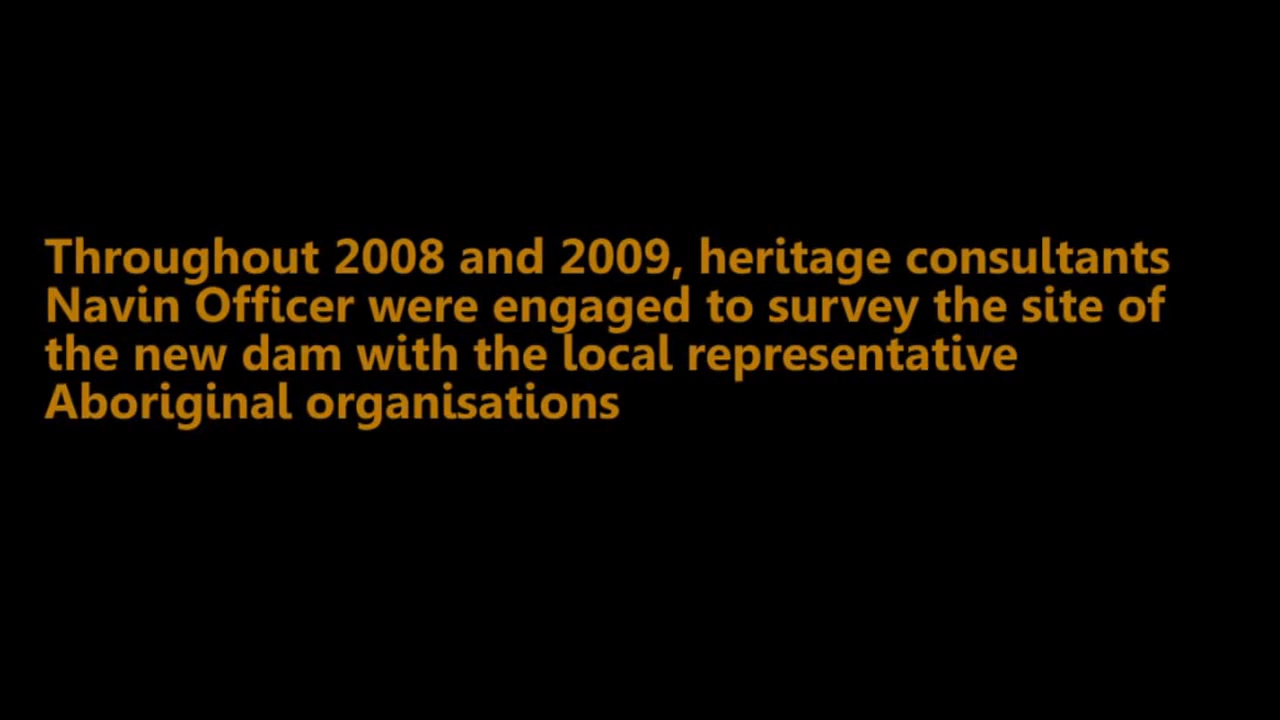 Throughout 2008 and 2009, heritage consultants
Navin Officer were engaged to survey the site of
the new dam with the local representative
Aboriginal organisations